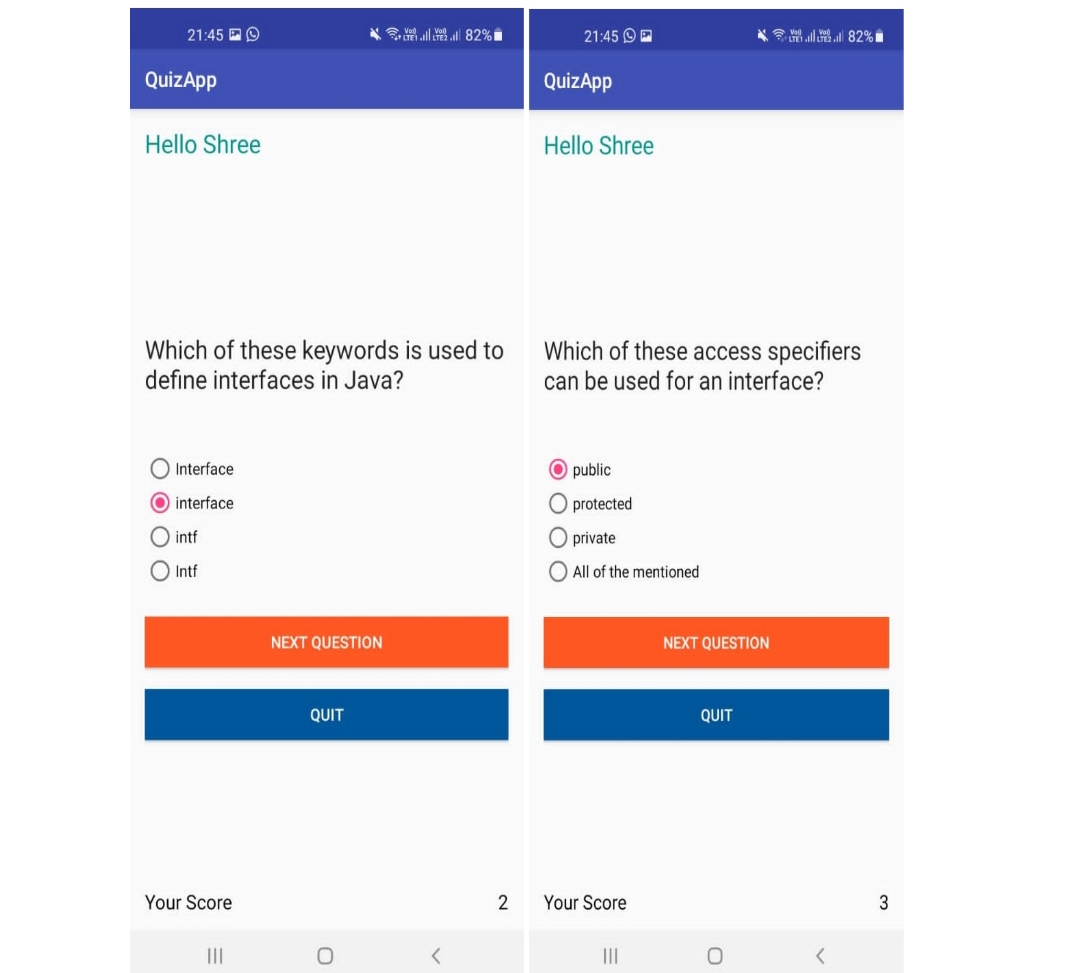 21:45
82%
QuizApp
Hello Shree
Which of these keywords is used to
define interfaces in Java?
Interface
interface
intf
Intf
NEXT QUESTION
QUIT
Your Score 2
21:45
82%
QuizApp
Hello Shree
Which of these access specifiers
can be used for an interface?
public
protected
private
All of the mentioned
NEXT QUESTION
QUIT
Your Score 3